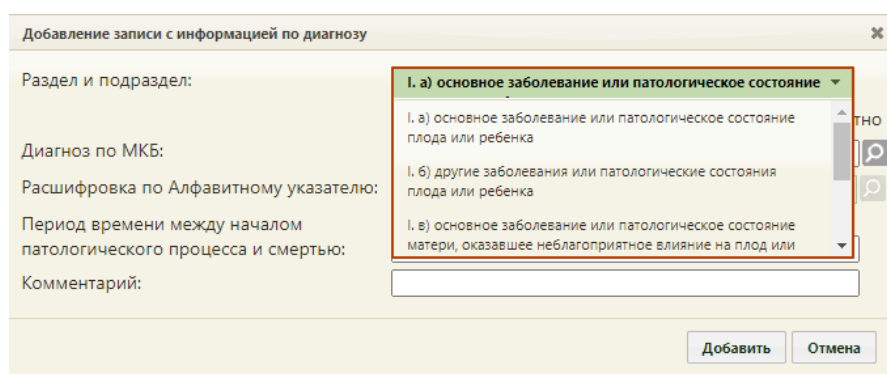 Добавление записи с информацией по диагнозу
Раздел и подраздел:
I. а) основное заболевание или патологическое состояние
I. а) основное заболевание или патологическое состояние
плода или ребенка
тно
Диагноз по МКБ:
I. б) другие заболевания или патологические состояния
плода или ребенка
Расшифровка по Алфавитному указателю:
Период времени между началом
патологического процесса и смертью:
I. в) основное заболевание или патологическое состояние
матери, оказавшее неблагоприятное влияние на плод или
Комментарий:
Добавить Отмена